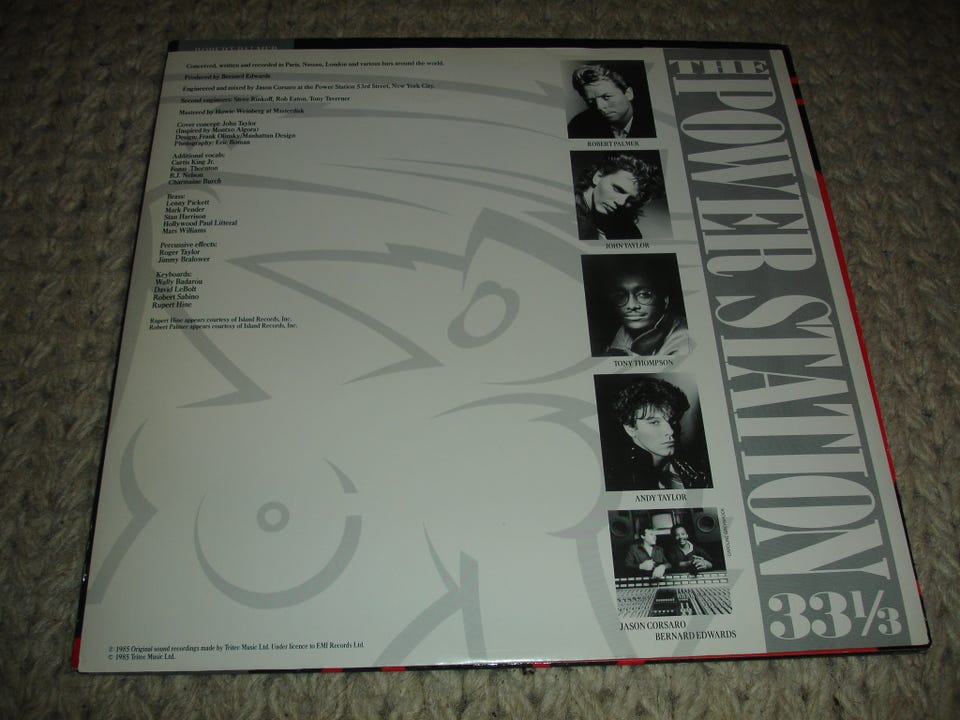 ROBERT PALMER
Conceived, written and recorded in Paris, Nassau, London and various bars around the world.
Produced by Bernard Edwards
Engineered and mixed by Jason Corsaro at the Power Station 53rd Street, New York City.
Second engineers: Steve Rinkoff, Rob Eaton, Tony Taverner
Mastered by Howie Weinberg at Masterdisk
Cover concept: John Taylor
(Inspired by Montxo Algora)
Design: Frank Olinsky/Manhattan Design
Photography: Eric Boman
Additional vocals:
Curtis King Jr.
Fonzi Thornton
B.J. Nelson
Charmaine Burch
Brass:
Lenny Pickett
Mark Pender
Stan Harrison
Hollywood Paul Litteral
Mars Williams
Percussive effects:
Roger Taylor
Jimmy Bralower
Keyboards:
Wally Badarou
David LeBolt
Robert Sabino
Rupert Hine
Rupert Hine appears courtesy of Island Records, Inc.
Robert Palmer appears courtesy of Island Records, Inc.
℗ 1985 Original sound recordings made by Tritec Music Ltd. Under licence to EMI Records Ltd.
© 1985 Tritec Music Ltd.
ROBERT PALMER
JOHN TAYLOR
TONY THOMPSON
ANDY TAYLOR
JASON CORSARO
BERNARD EDWARDS
THE
POWER STATION
33⅓